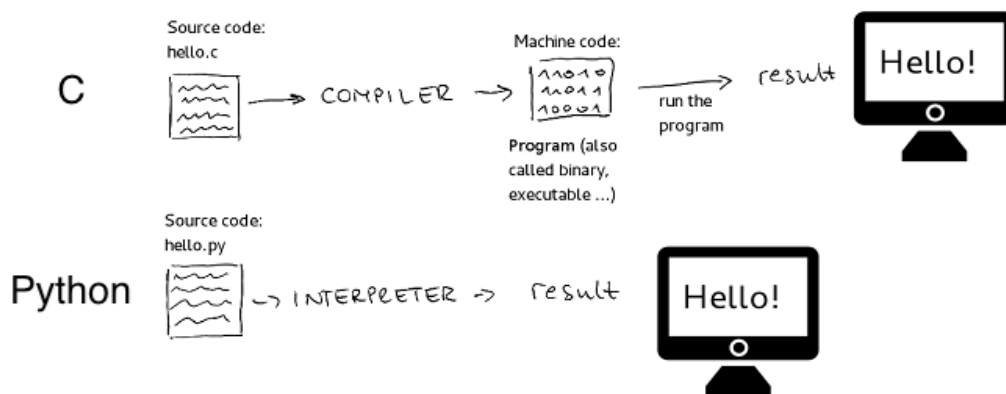 C
Source code:
hello.c
COMPILER
Machine code:
11010
11011
10001
Program (also
called binary,
executable ...)
run the
program
result
Hello!
Python
Source code:
hello.py
INTERPRETER
result
Hello!